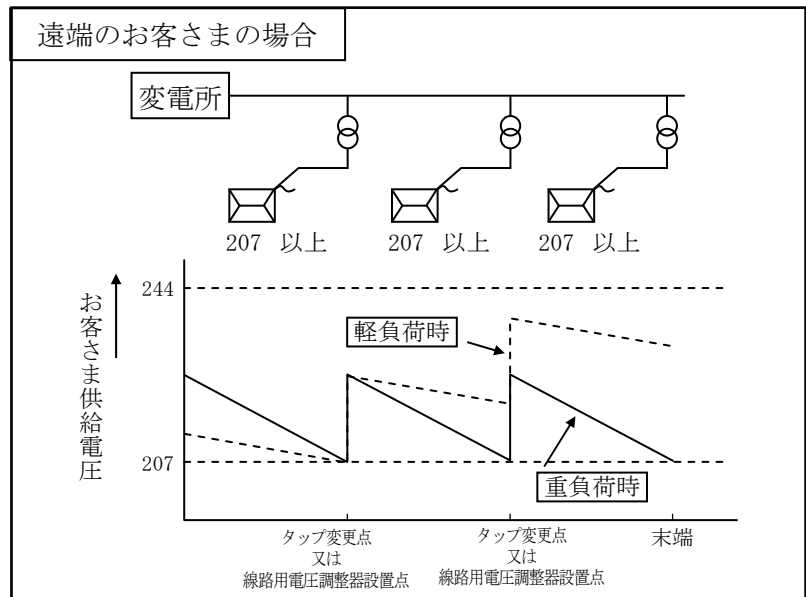 遠端のお客さまの場合
変電所
207 以上
207 以上
207 以上
お客さま供給電圧
244
軽負荷時
207
重負荷時
タップ変更点
又は
線路用電圧調整器設置点
タップ変更点
又は
線路用電圧調整器設置点
末端